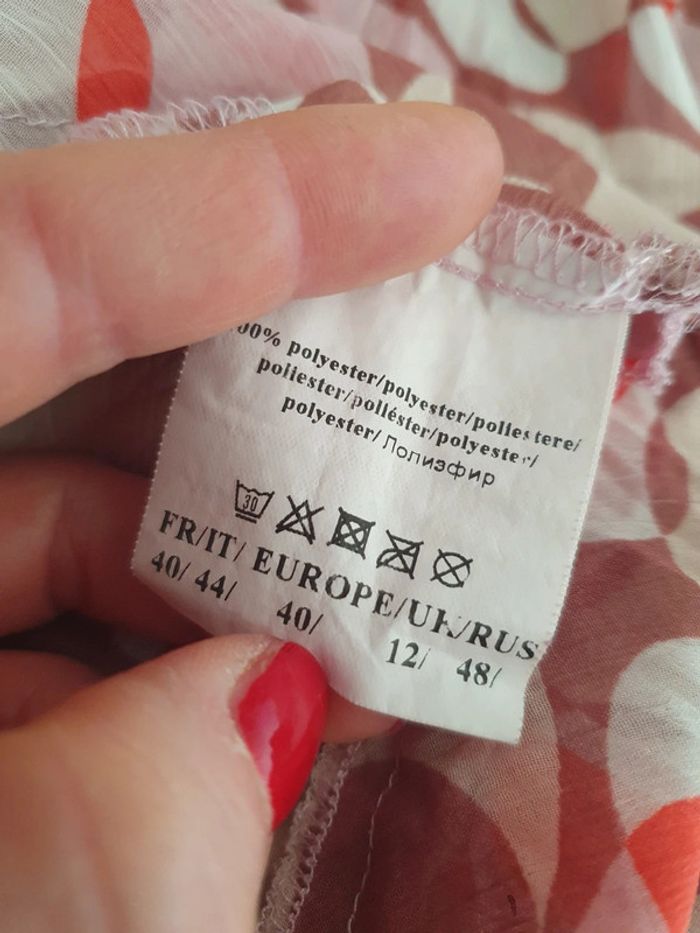 00% polyester/polyester/poliestere/
poliester/poliéster/polyester/
polyester/ Полиэфир
30
FR/IT/ EUROPE/UK/RUS
40/ 44/ 40/ 12/ 48/